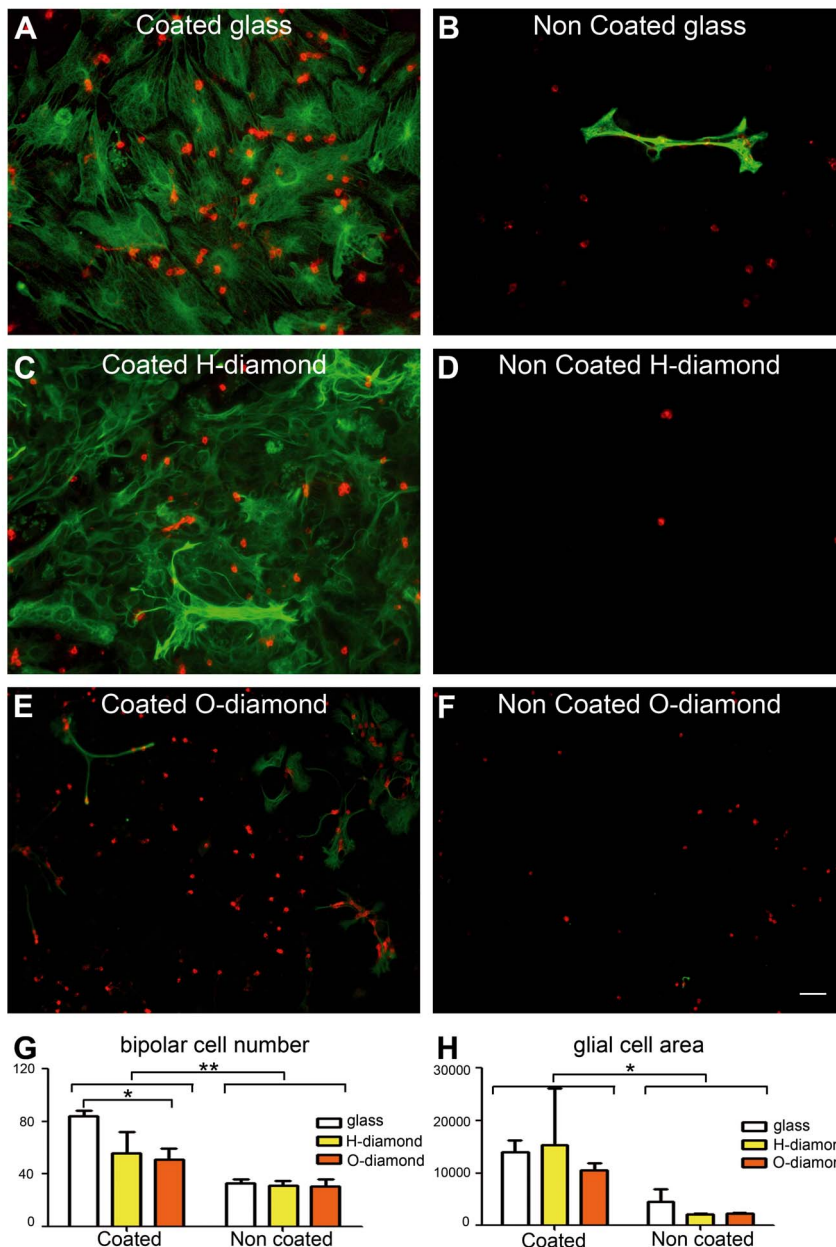 A Coated glass
B Non Coated glass
C Coated H-diamond
D Non Coated H-diamond
E Coated O-diamond
F Non Coated O-diamond
G bipolar cell number
**
*
120
80
40
0
glass
H-diamond
O-diamond
Coated Non coated
H glial cell area
*
30000
20000
10000
0
glass
H-diamo
O-diamo
Coated Non coated